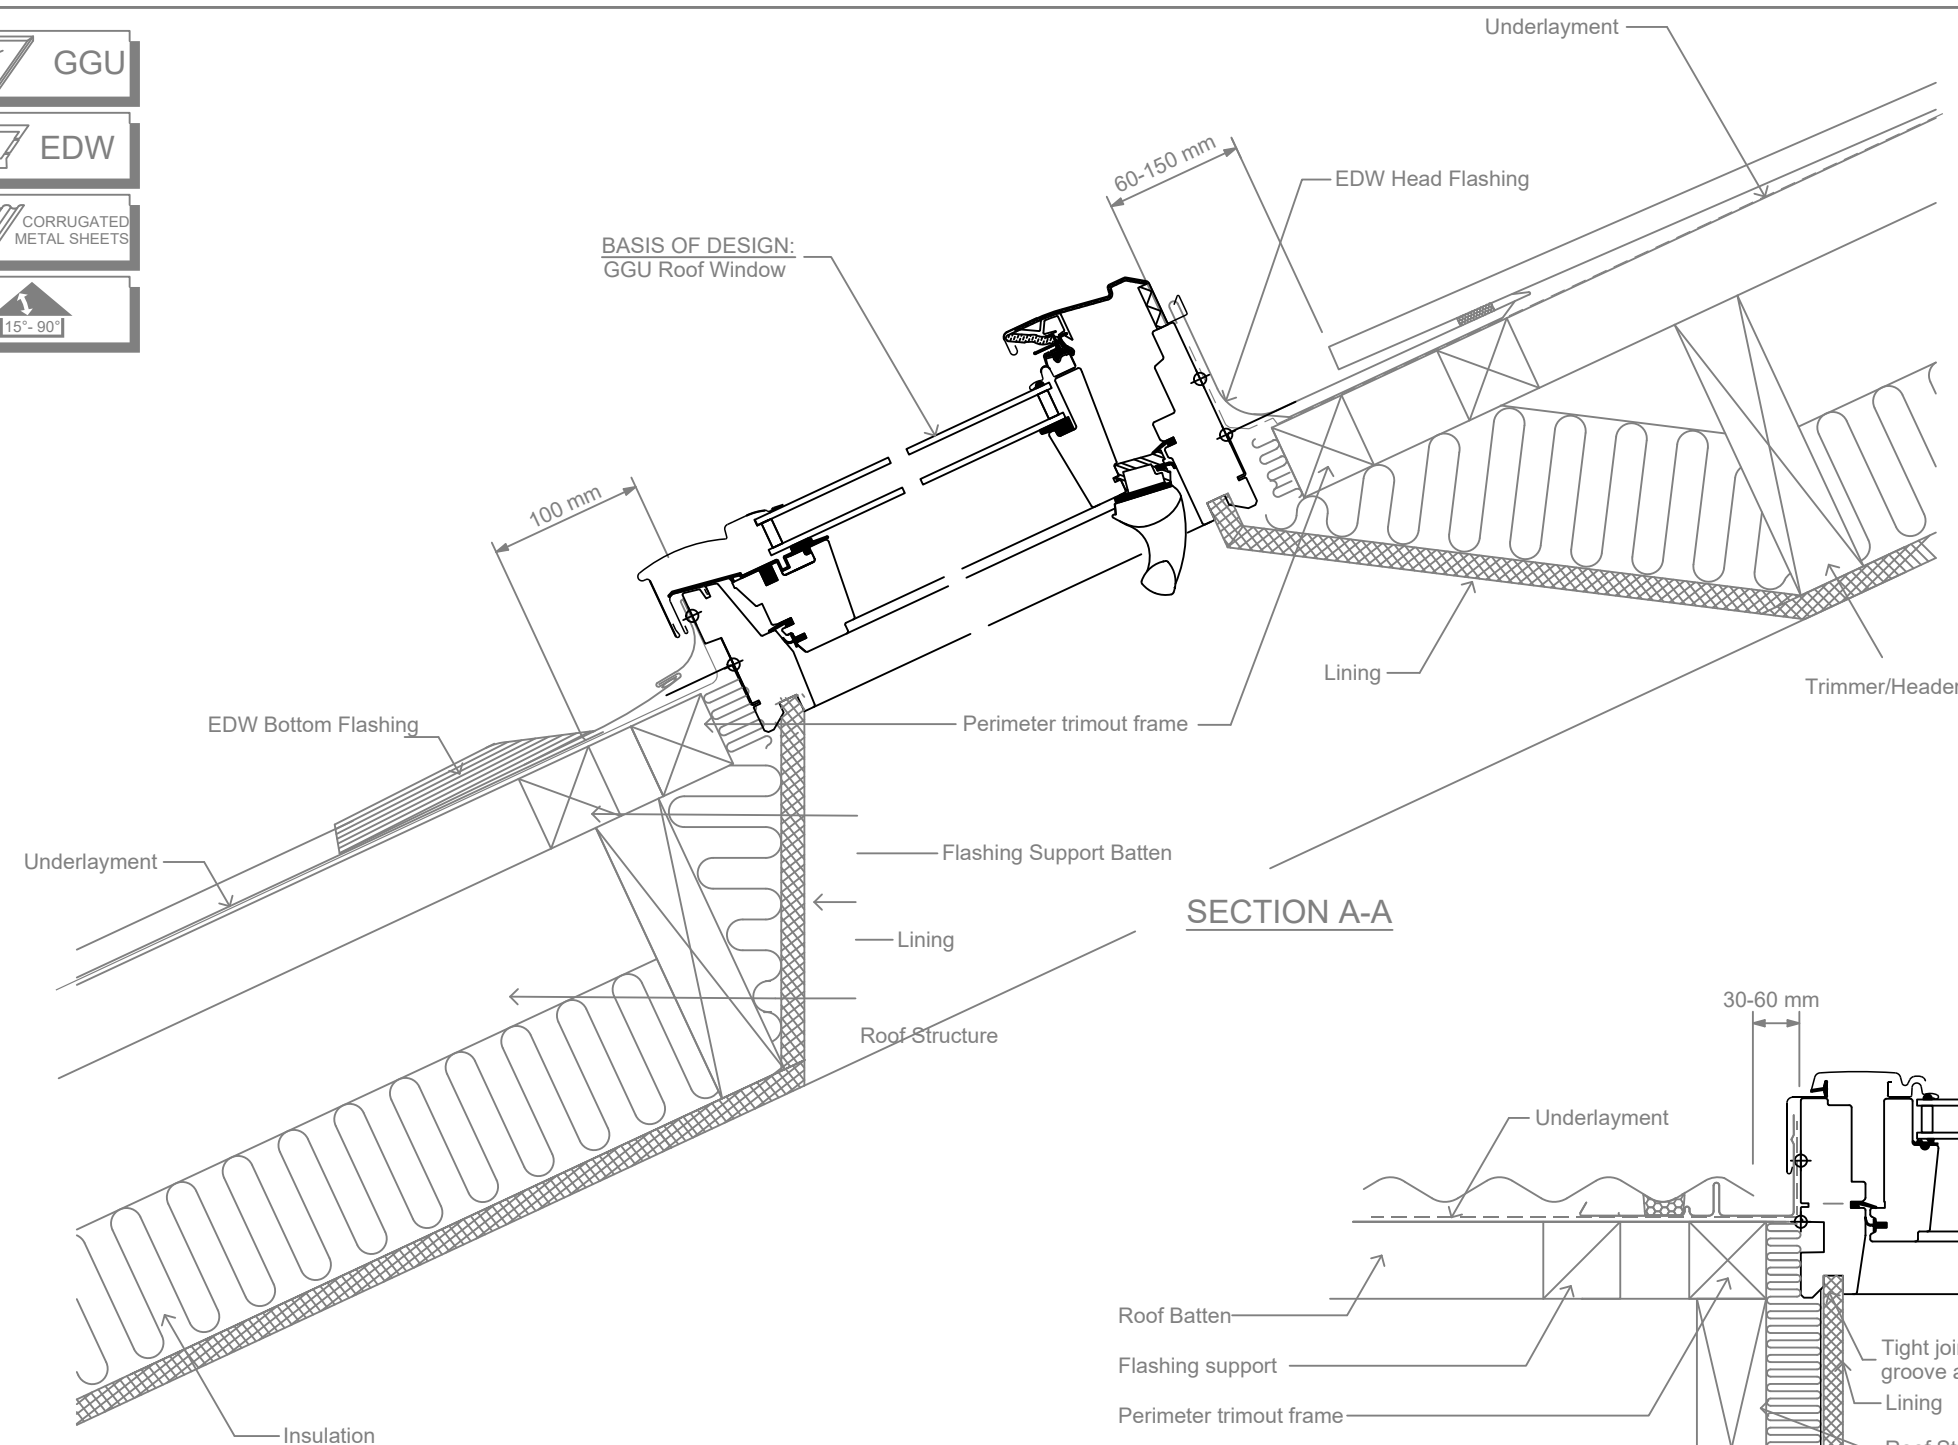 GGU
EDW
CORRUGATED
METAL SHEETS
15°- 90°
Underlayment
60-150 mm
EDW Head Flashing
BASIS OF DESIGN:
GGU Roof Window
100 mm
Lining
Trimmer/Header
EDW Bottom Flashing
Perimeter trimout frame
Underlayment
Flashing Support Batten
SECTION A-A
Lining
Roof Structure
30-60 mm
Underlayment
Roof Batten
Flashing support
Perimeter trimout frame
Tight
groove
Lining
Insulation